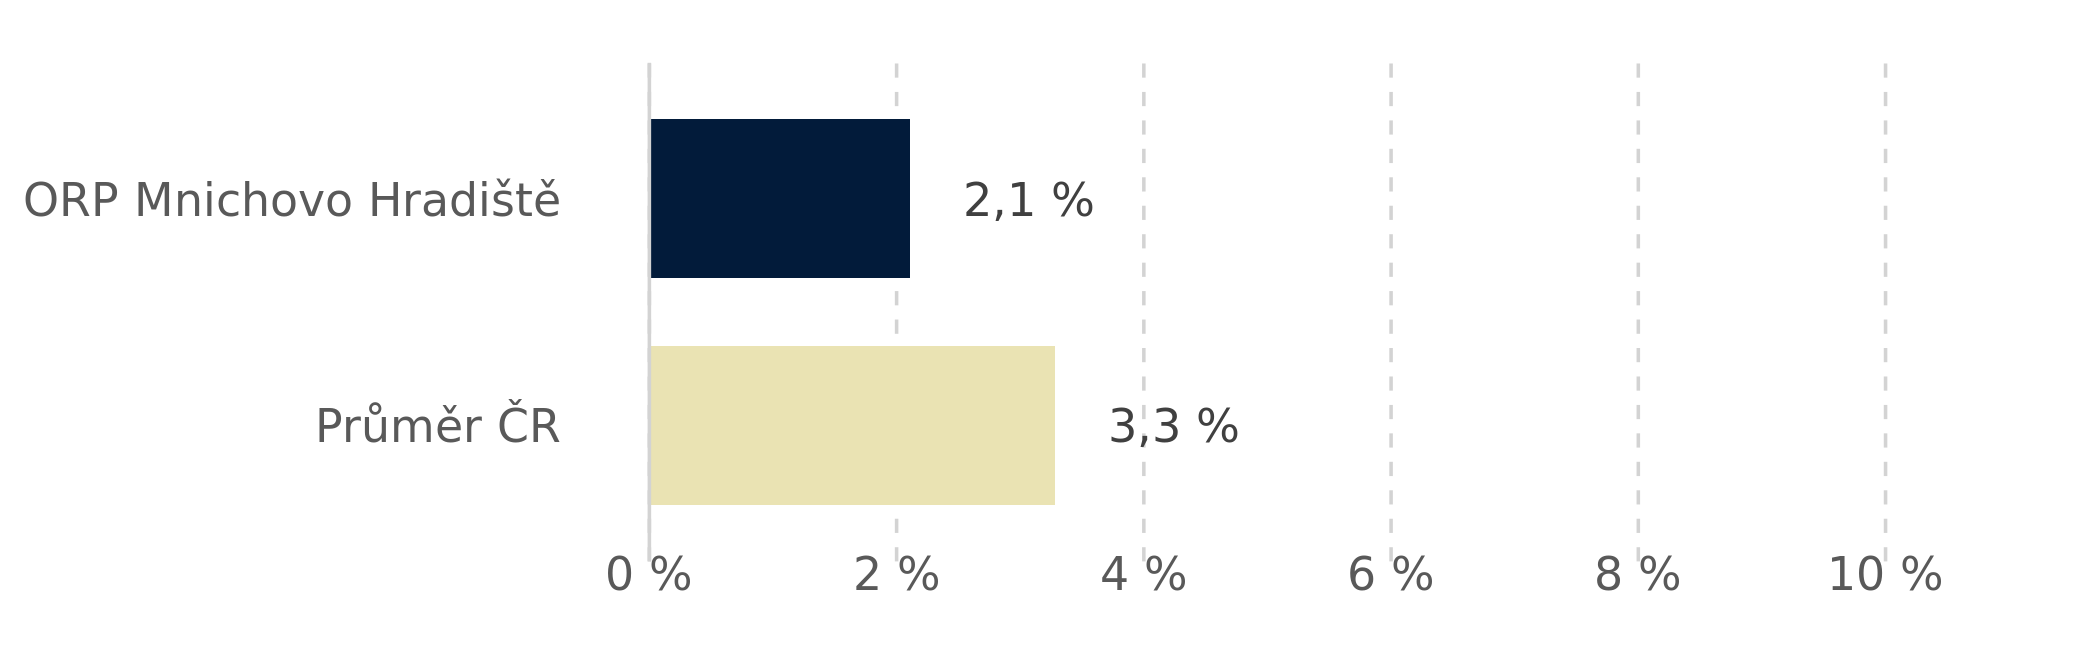 ORP Mnichovo Hradiště 2,1 %
Průměr ČR 3,3 %
0 % 2 % 4 % 6 % 8 % 10 %